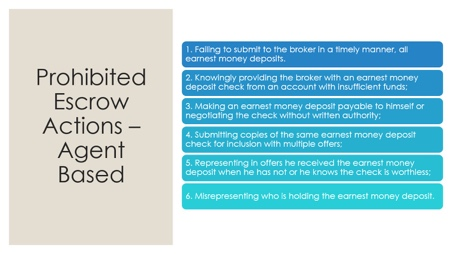 Prohibited
Escrow
Actions –
Agent
Based
1. Failing to submit to the broker in a timely manner, all
earnest money deposits.
2. Knowingly providing the broker with an earnest money
deposit check from an account with insufficient funds;
3. Making an earnest money deposit payable to himself or
negotiating the check without written authority;
4. Submitting copies of the same earnest money deposit
check for inclusion with multiple offers;
5. Representing in offers he received the earnest money
deposit when he has not or he knows the check is worthless;
6. Misrepresenting who is holding the earnest money deposit.